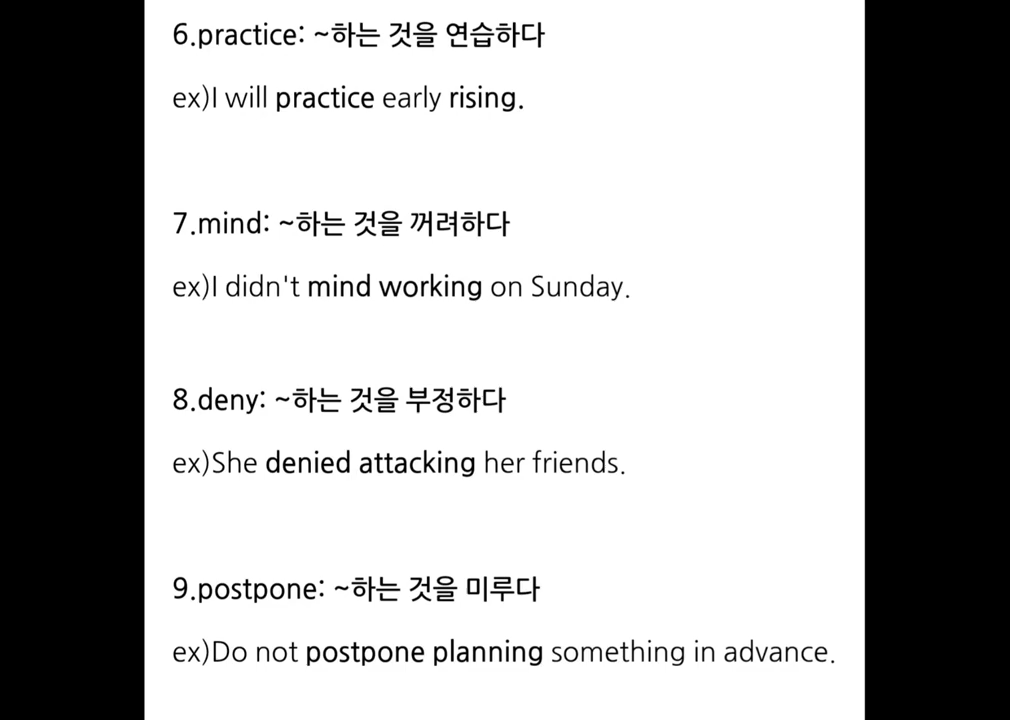 6.practice: ~하는 것을 연습하다
ex)I will practice early rising.
7.mind: ~하는 것을 꺼려하다
ex)I didn't mind working on Sunday.
8.deny: ~하는 것을 부정하다
ex)She denied attacking her friends.
9.postpone: ~하는 것을 미루다
ex)Do not postpone planning something in advance.